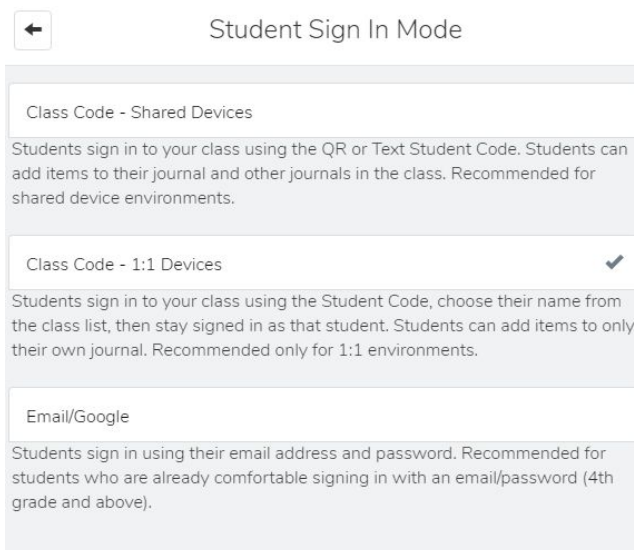 Student Sign In Mode
Class Code - Shared Devices
Students sign in to your class using the QR or Text Student Code. Students can
add items to their journal and other journals in the class. Recommended for
shared device environments.
Class Code - 1:1 Devices
Students sign in to your class using the Student Code, choose their name from
the class list, then stay signed in as that student. Students can add items to only
their own journal. Recommended only for 1:1 environments.
Email/Google
Students sign in using their email address and password. Recommended for
students who are already comfortable signing in with an email/password (4th
grade and above).